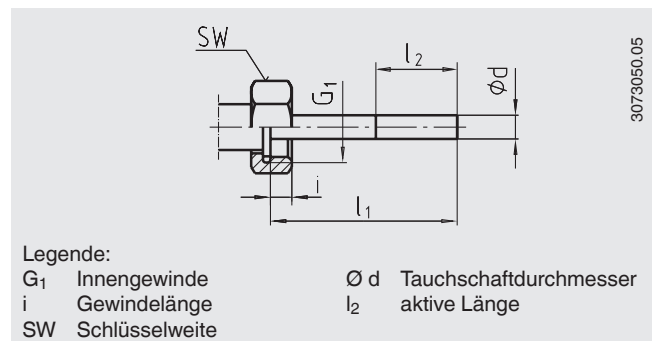 SW
l₂
G₁
Ød
3073050.05
i
l₁
Legende:
G₁ Innengewinde
Ø d Tauchschaftdurchmesser
i Gewindelänge
l₂ aktive Länge
SW Schlüsselweite